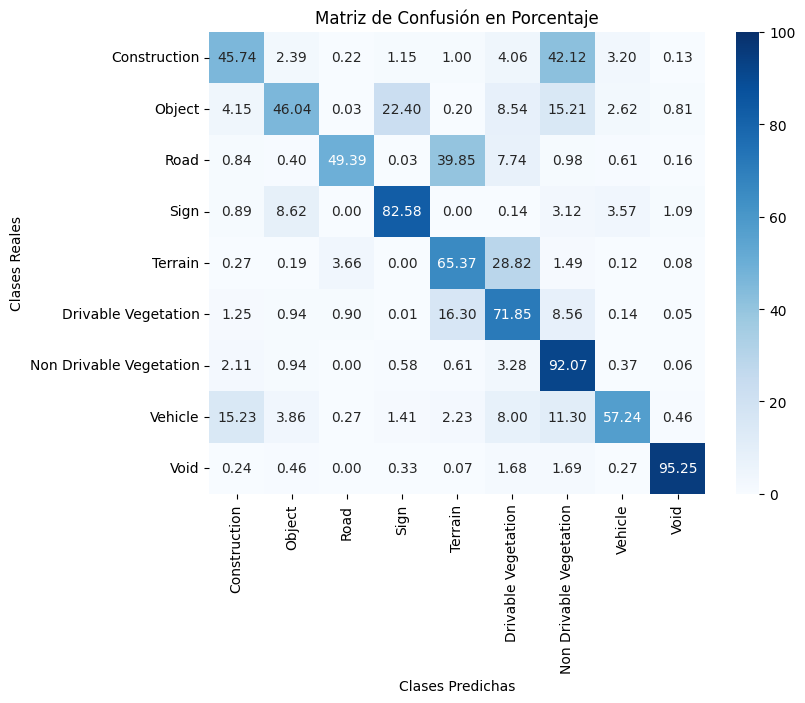 Matriz de Confusión en Porcentaje
Clases Reales
Construction 45.74 2.39 0.22 1.15 1.00 4.06 42.12 3.20 0.13
Object 4.15 46.04 0.03 22.40 0.20 8.54 15.21 2.62 0.81
Road 0.84 0.40 49.39 0.03 39.85 7.74 0.98 0.61 0.16
Sign 0.89 8.62 0.00 82.58 0.00 0.14 3.12 3.57 1.09
Terrain 0.27 0.19 3.66 0.00 65.37 28.82 1.49 0.12 0.08
Drivable Vegetation 1.25 0.94 0.90 0.01 16.30 71.85 8.56 0.14 0.05
Non Drivable Vegetation 2.11 0.94 0.00 0.58 0.61 3.28 92.07 0.37 0.06
Vehicle 15.23 3.86 0.27 1.41 2.23 8.00 11.30 57.24 0.46
Void 0.24 0.46 0.00 0.33 0.07 1.68 1.69 0.27 95.25
Construction
Object
Road
Sign
Terrain
Drivable Vegetation
Non Drivable Vegetation
Vehicle
Void
Clases Predichas
100
80
60
40
20
0